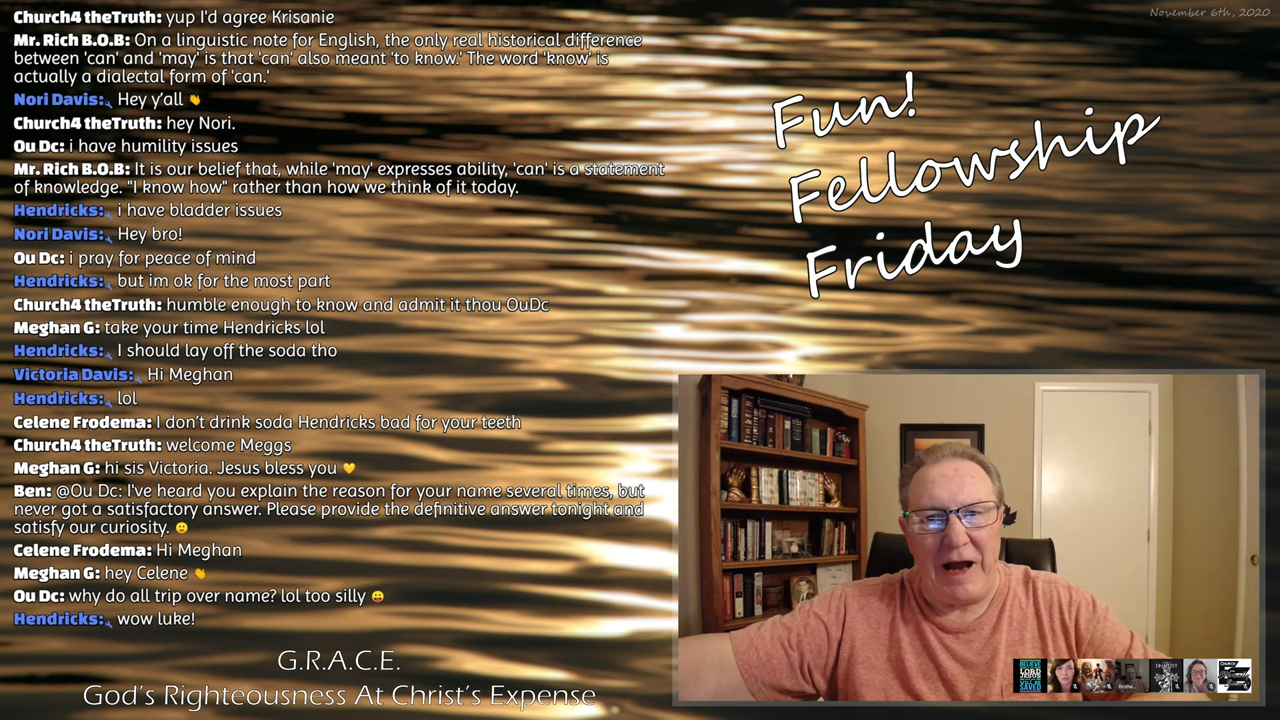 Church4 theTruth: yup I'd agree Krisanie
Mr. Rich B.O.B: On a linguistic note for English, the only real historical difference
between 'can' and 'may' is that 'can' also meant 'to know.' The word 'know' is
actually a dialectal form of 'can.'
Nori Davis: Hey y'all 👋
Church4 theTruth: hey Nori.
Ou Dc: i have humility issues
Mr. Rich B.O.B: It is our belief that, while 'may' expresses ability, 'can' is a statement
of knowledge. "I know how" rather than how we think of it today.
Hendricks: i have bladder issues
Nori Davis: Hey bro!
Ou Dc: i pray for peace of mind
Hendricks: but im ok for the most part
Church4 theTruth: humble enough to know and admit it thou OuDc
Meghan G: take your time Hendricks lol
Hendricks: I should lay off the soda tho
Victoria Davis: Hi Meghan
Hendricks: lol
Celene Frodema: I don't drink soda Hendricks bad for your teeth
Church4 theTruth: welcome Meggs
Meghan G: hi sis Victoria. Jesus bless you 💛
Ben: @Ou Dc: I've heard you explain the reason for your name several times, but
never got a satisfactory answer. Please provide the definitive answer tonight and
satisfy our curiosity. 🙂
Celene Frodema: Hi Meghan
Meghan G: hey Celene 👋
Ou Dc: why do all trip over name? lol too silly 😛
Hendricks: wow luke!
G.R.A.C.E.
God's Righteousness At Christ's Expense
November 6th, 2020
Fun!
Fellowship
Friday
BELIEVE
LORD
JESUS
SAVED